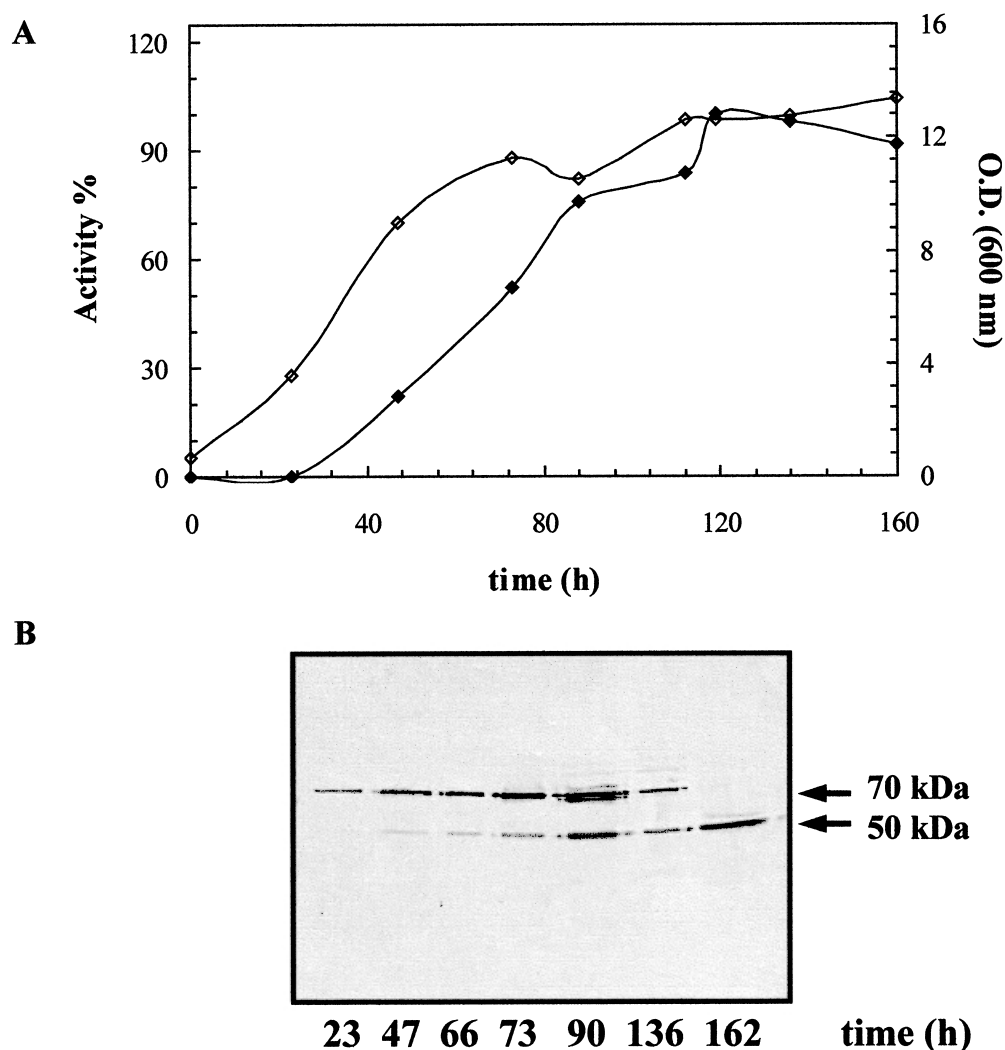 A
120
90
60
30
0
Activity %
16
12
8
4
0
O.D. (600 nm)
0 40 80 120 160
time (h)
B
70 kDa
50 kDa
23 47 66 73 90 136 162 time (h)